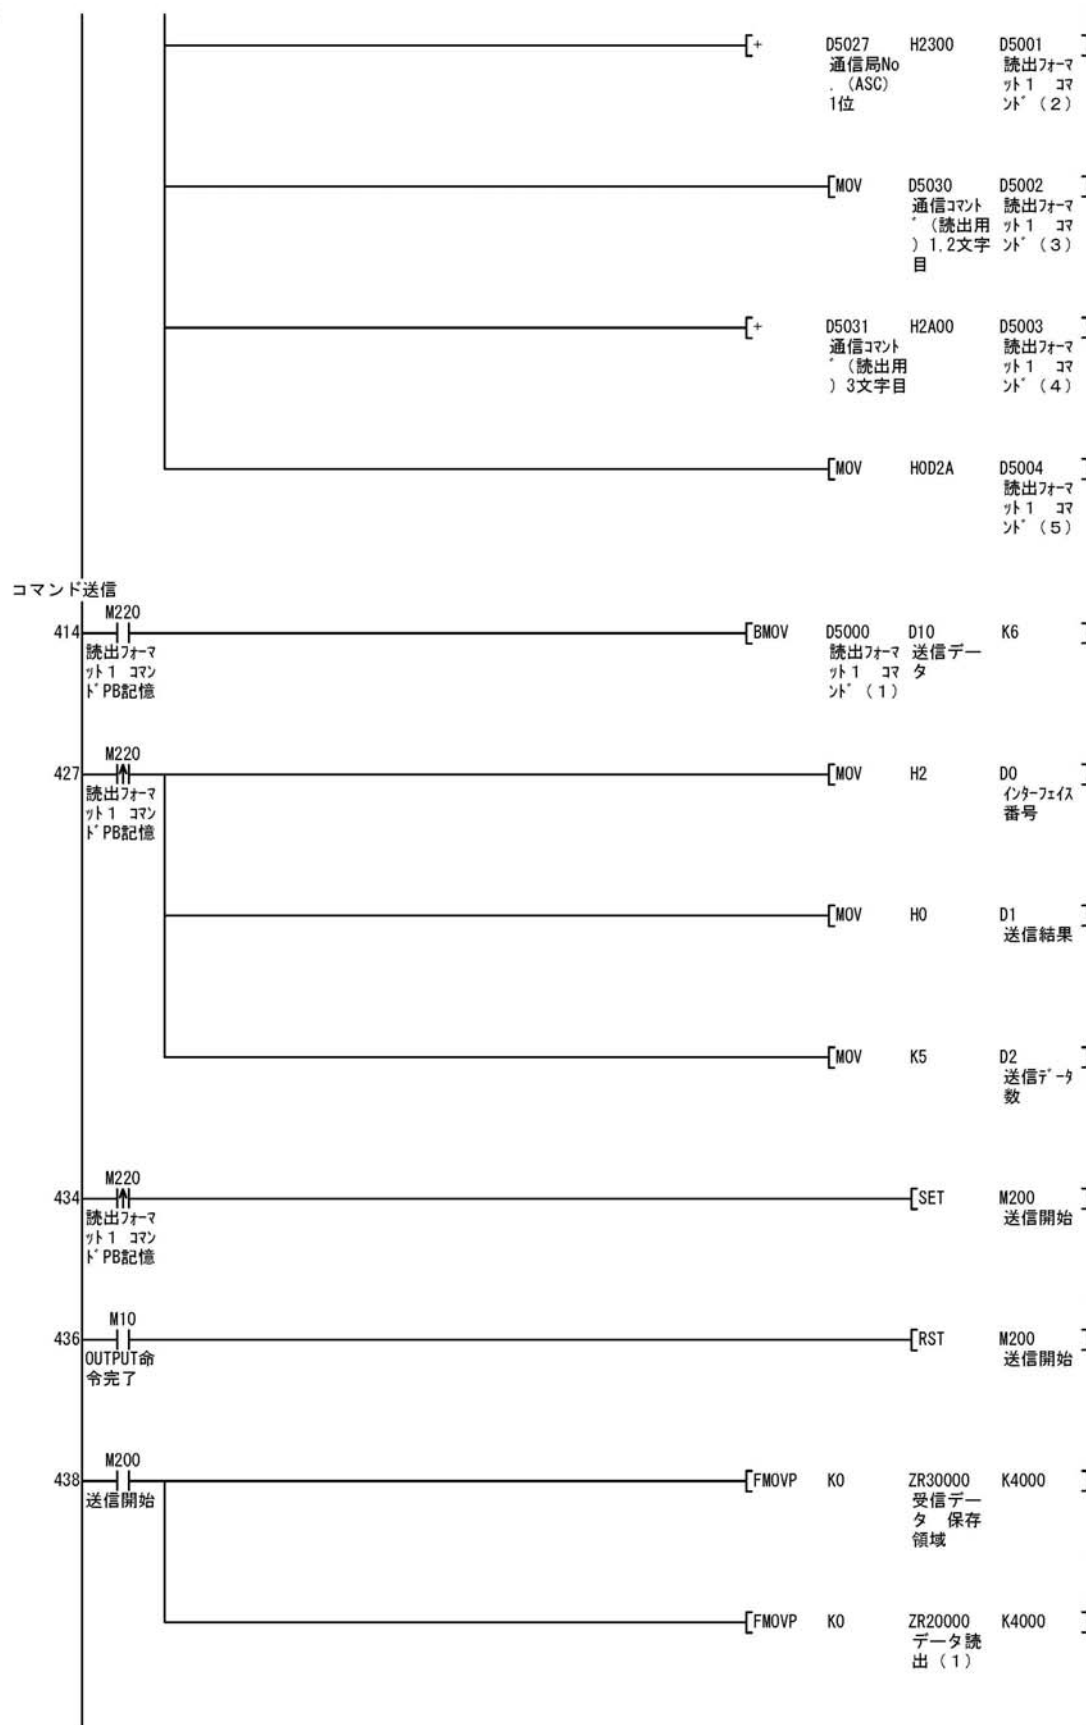 [+ D5027 H2300 D5001 ]
通信局No 読出ﾌｫｰﾏ
. (ASC) ｯﾄ1 ｺﾏ
1位 ﾝﾄﾞ(2)
[MOV D5030 D5002 ]
通信ｺﾏﾝﾄ 読出ﾌｫｰﾏ
ﾞ(読出用 ｯﾄ1 ｺﾏ
)1.2文字 ﾝﾄﾞ(3)
目
[+ D5031 H2A00 D5003 ]
通信ｺﾏﾝﾄ 読出ﾌｫｰﾏ
ﾞ(読出用 ｯﾄ1 ｺﾏ
)3文字目 ﾝﾄﾞ(4)
[MOV H0D2A D5004 ]
読出ﾌｫｰﾏ
ｯﾄ1 ｺﾏ
ﾝﾄﾞ(5)
コマンド送信
M220
414 [BMOV D5000 D10 K6 ]
読出ﾌｫｰﾏ 読出ﾌｫｰﾏ 送信デー
ｯﾄ1 ｺﾏﾝ ｯﾄ1 ｺﾏ タ
ﾄﾞPB記憶 ﾝﾄﾞ(1)
M220
427 [MOV H2 D0 ]
読出ﾌｫｰﾏ ｲﾝﾀｰﾌｪｲｽ
ｯﾄ1 ｺﾏﾝ 番号
ﾄﾞPB記憶
[MOV H0 D1 ]
送信結果
[MOV K5 D2 ]
送信ﾃﾞｰﾀ
数
M220
434 [SET M200 ]
読出ﾌｫｰﾏ 送信開始
ｯﾄ1 ｺﾏﾝ
ﾄﾞPB記憶
M10
436 [RST M200 ]
OUTPUT命 送信開始
令完了
M200
438 [FMOVP K0 ZR30000 K4000 ]
送信開始 受信デー
タ 保存
領域
[FMOVP K0 ZR20000 K4000 ]
データ読
出(1)